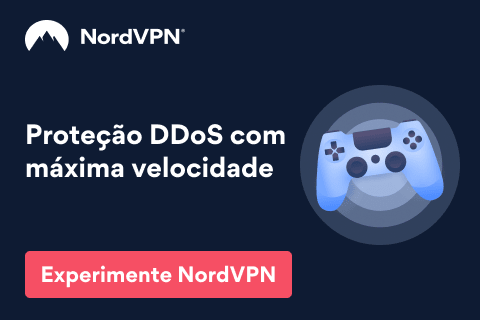 NordVPN®
Proteção DDoS com
máxima velocidade
Experimente NordVPN